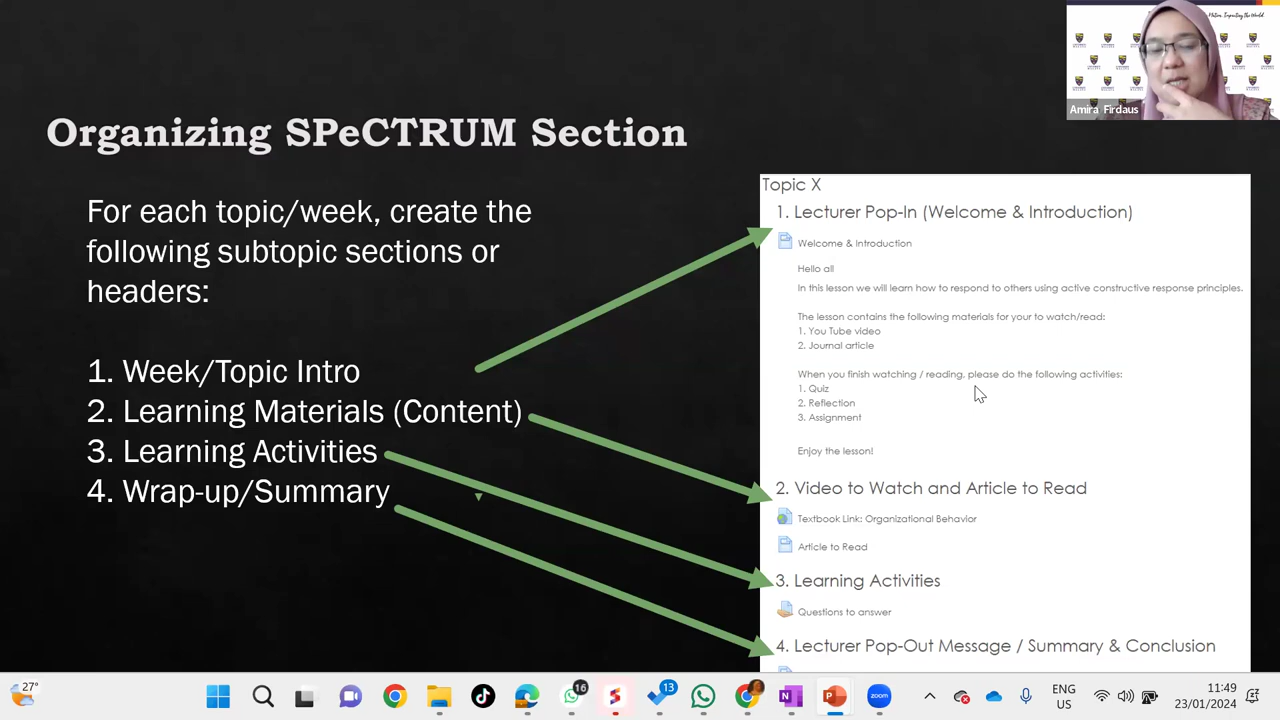 Nation, Impacting the World.
Amira Firdaus
Organizing SPeCTRUM Section
For each topic/week, create the
following subtopic sections or
headers:
1. Week/Topic Intro
2. Learning Materials (Content)
3. Learning Activities
4. Wrap-up/Summary
Topic X
1. Lecturer Pop-In (Welcome & Introduction)
Welcome & Introduction
Hello all
In this lesson we will learn how to respond to others using active constructive response principles.
The lesson contains the following materials for your to watch/read:
1. You Tube video
2. Journal article
When you finish watching / reading, please do the following activities:
1. Quiz
2. Reflection
3. Assignment
Enjoy the lesson!
2. Video to Watch and Article to Read
Textbook Link: Organizational Behavior
Article to Read
3. Learning Activities
Questions to answer
4. Lecturer Pop-Out Message / Summary & Conclusion
27°
16
13
zoom
ENG
US
11:49
23/01/2024